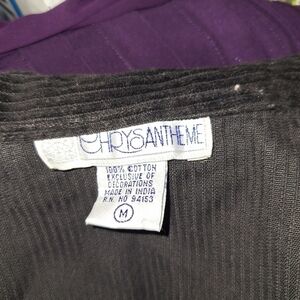 CHRYSANTHEME
100% COTTON
EXCLUSIVE OF
DECORATIONS
MADE IN INDIA
R.N. NO 94153
M